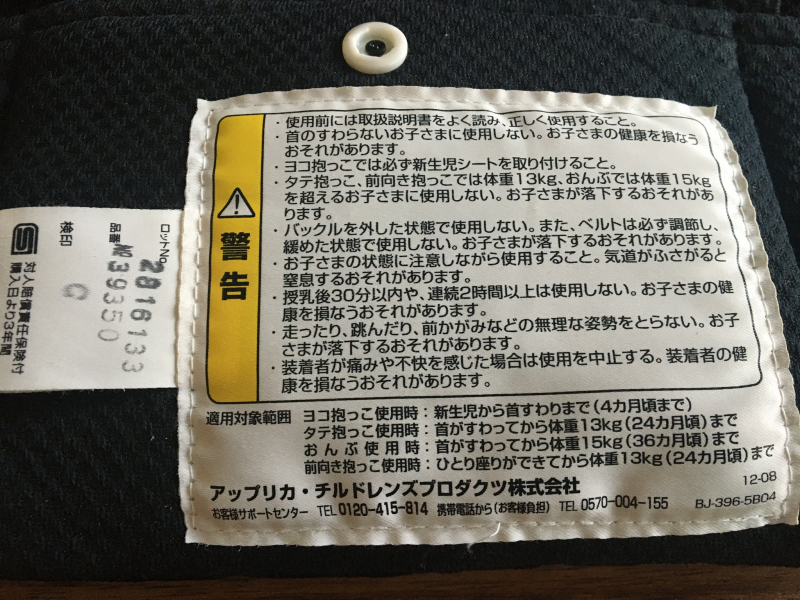 ・使用前には取扱説明書をよく読み、正しく使用すること。
・首のすわらないお子さまに使用しない。お子さまの健康を損なう
おそれがあります。
・ヨコ抱っこでは必ず新生児シートを取り付けること。
・タテ抱っこ、前向き抱っこでは体重13kg、おんぶでは体重15kg
を超えるお子さまに使用しない。お子さまが落下するおそれがあ
ります。
・バックルを外した状態で使用しない。また、ベルトは必ず調節し、
緩めた状態で使用しない。お子さまが落下するおそれがあります。
・お子さまの状態に注意しながら使用すること。気道がふさがると
窒息するおそれがあります。
・授乳後30分以内や、連続2時間以上は使用しない。お子さまの健
康を損なうおそれがあります。
・走ったり、跳んだり、前かがみなどの無理な姿勢をとらない。お子
さまが落下するおそれがあります。
・装着者が痛みや不快を感じた場合は使用を中止する。装着者の健
康を損なうおそれがあります。
警告
適用対象範囲 ヨコ抱っこ使用時：新生児から首すわりまで(4カ月頃まで)
タテ抱っこ使用時：首がすわってから体重13kg(24カ月頃)まで
おんぶ使用時：首がすわってから体重15kg(36カ月頃)まで
前向き抱っこ使用時：ひとり座りができてから体重13kg(24カ月頃)まで
アップリカ・チルドレンズプロダクツ株式会社
お客様サポートセンター TEL 0120-415-814 携帯電話から(お客様負担) TEL 0570-004-155
12-08
BJ-396-5B04
ロットNo. 2816133
品番 No 39350
検印 G
S
対人賠償責任保険付
購入日より3年間